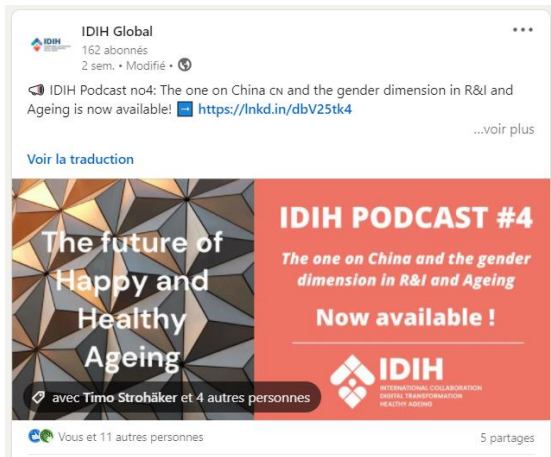 IDIH
IDIH Global
162 abonnés
2 sem. • Modifié •
IDIH Podcast no4: The one on China CN and the gender dimension in R&I and
Ageing is now available! https://lnkd.in/dbV25tk4
...voir plus
Voir la traduction
The future of
Happy and
Healthy
Ageing
IDIH PODCAST #4
The one on China and the gender
dimension in R&I and Ageing
Now available !
IDIH
INTERNATIONAL COLLABORATION
DIGITAL TRANSFORMATION
HEALTHY AGEING
avec Timo Strohäker et 4 autres personnes
Vous et 11 autres personnes
5 partages